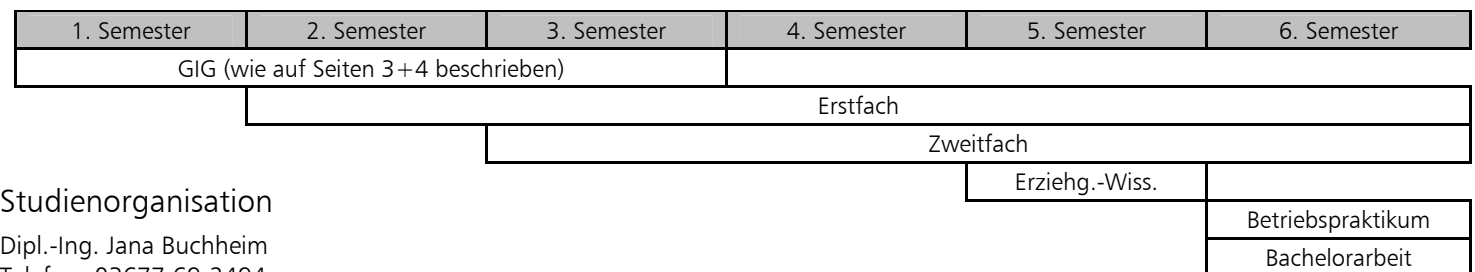 1. Semester 2. Semester 3. Semester 4. Semester 5. Semester 6. Semester
GIG (wie auf Seiten 3+4 beschrieben)
Erstfach
Zweitfach
Erziehg.-Wiss.
Betriebspraktikum
Bachelorarbeit
Studienorganisation
Dipl.-Ing. Jana Buchheim